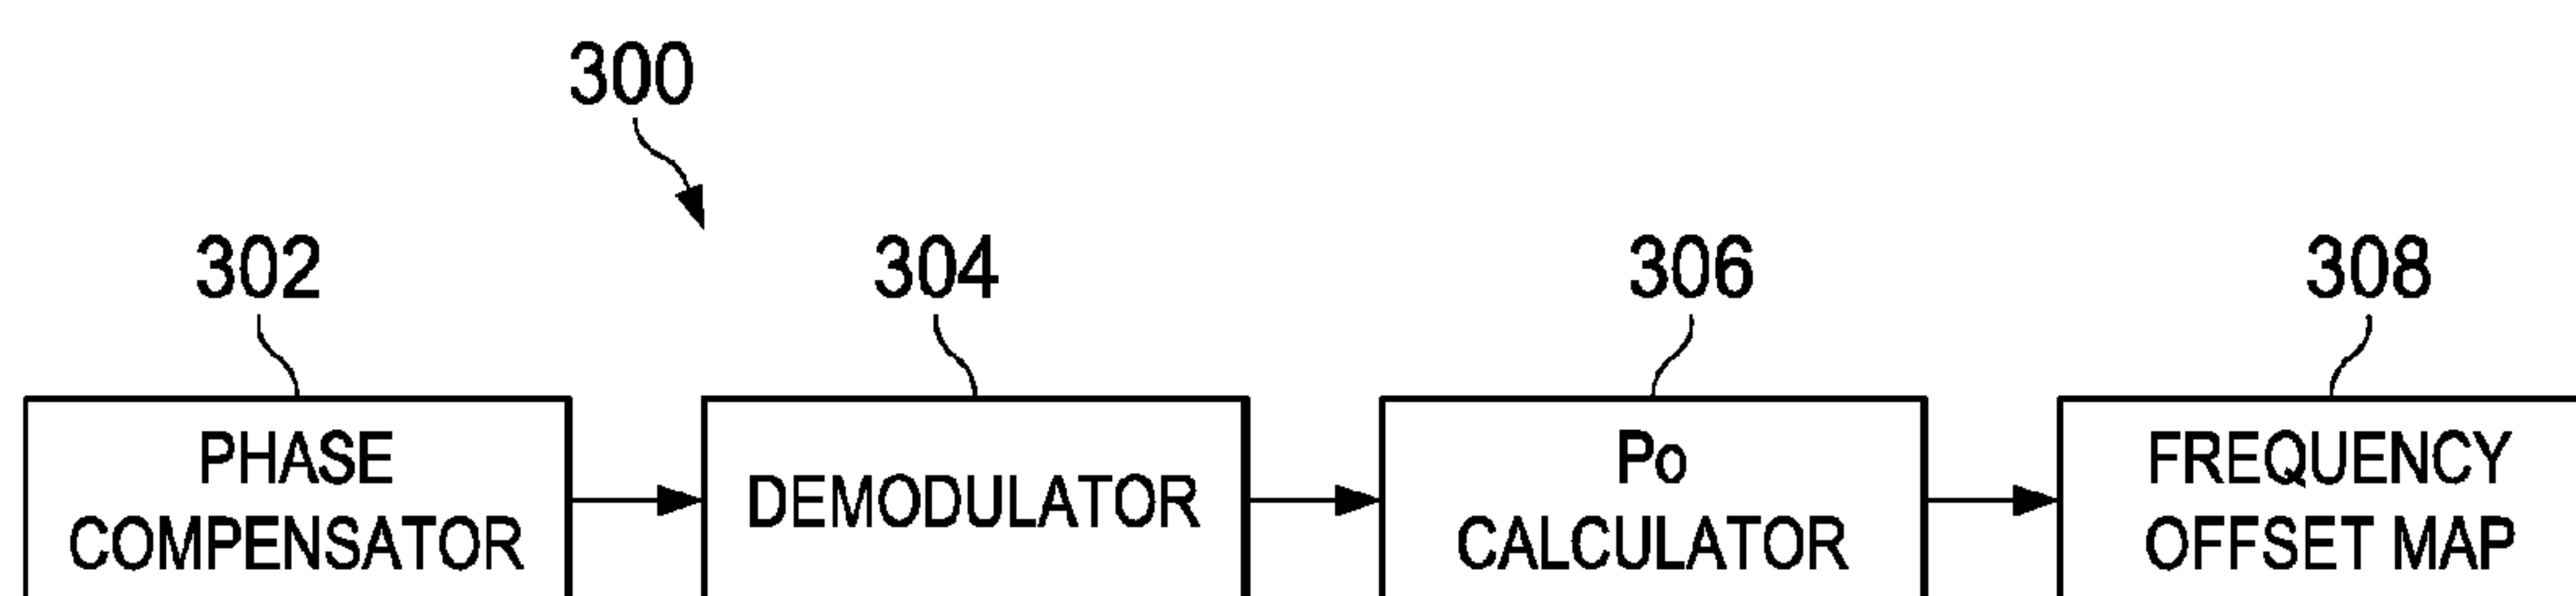 300
302
304
306
308
PHASE
COMPENSATOR
DEMODULATOR
Po
CALCULATOR
FREQUENCY
OFFSET MAP